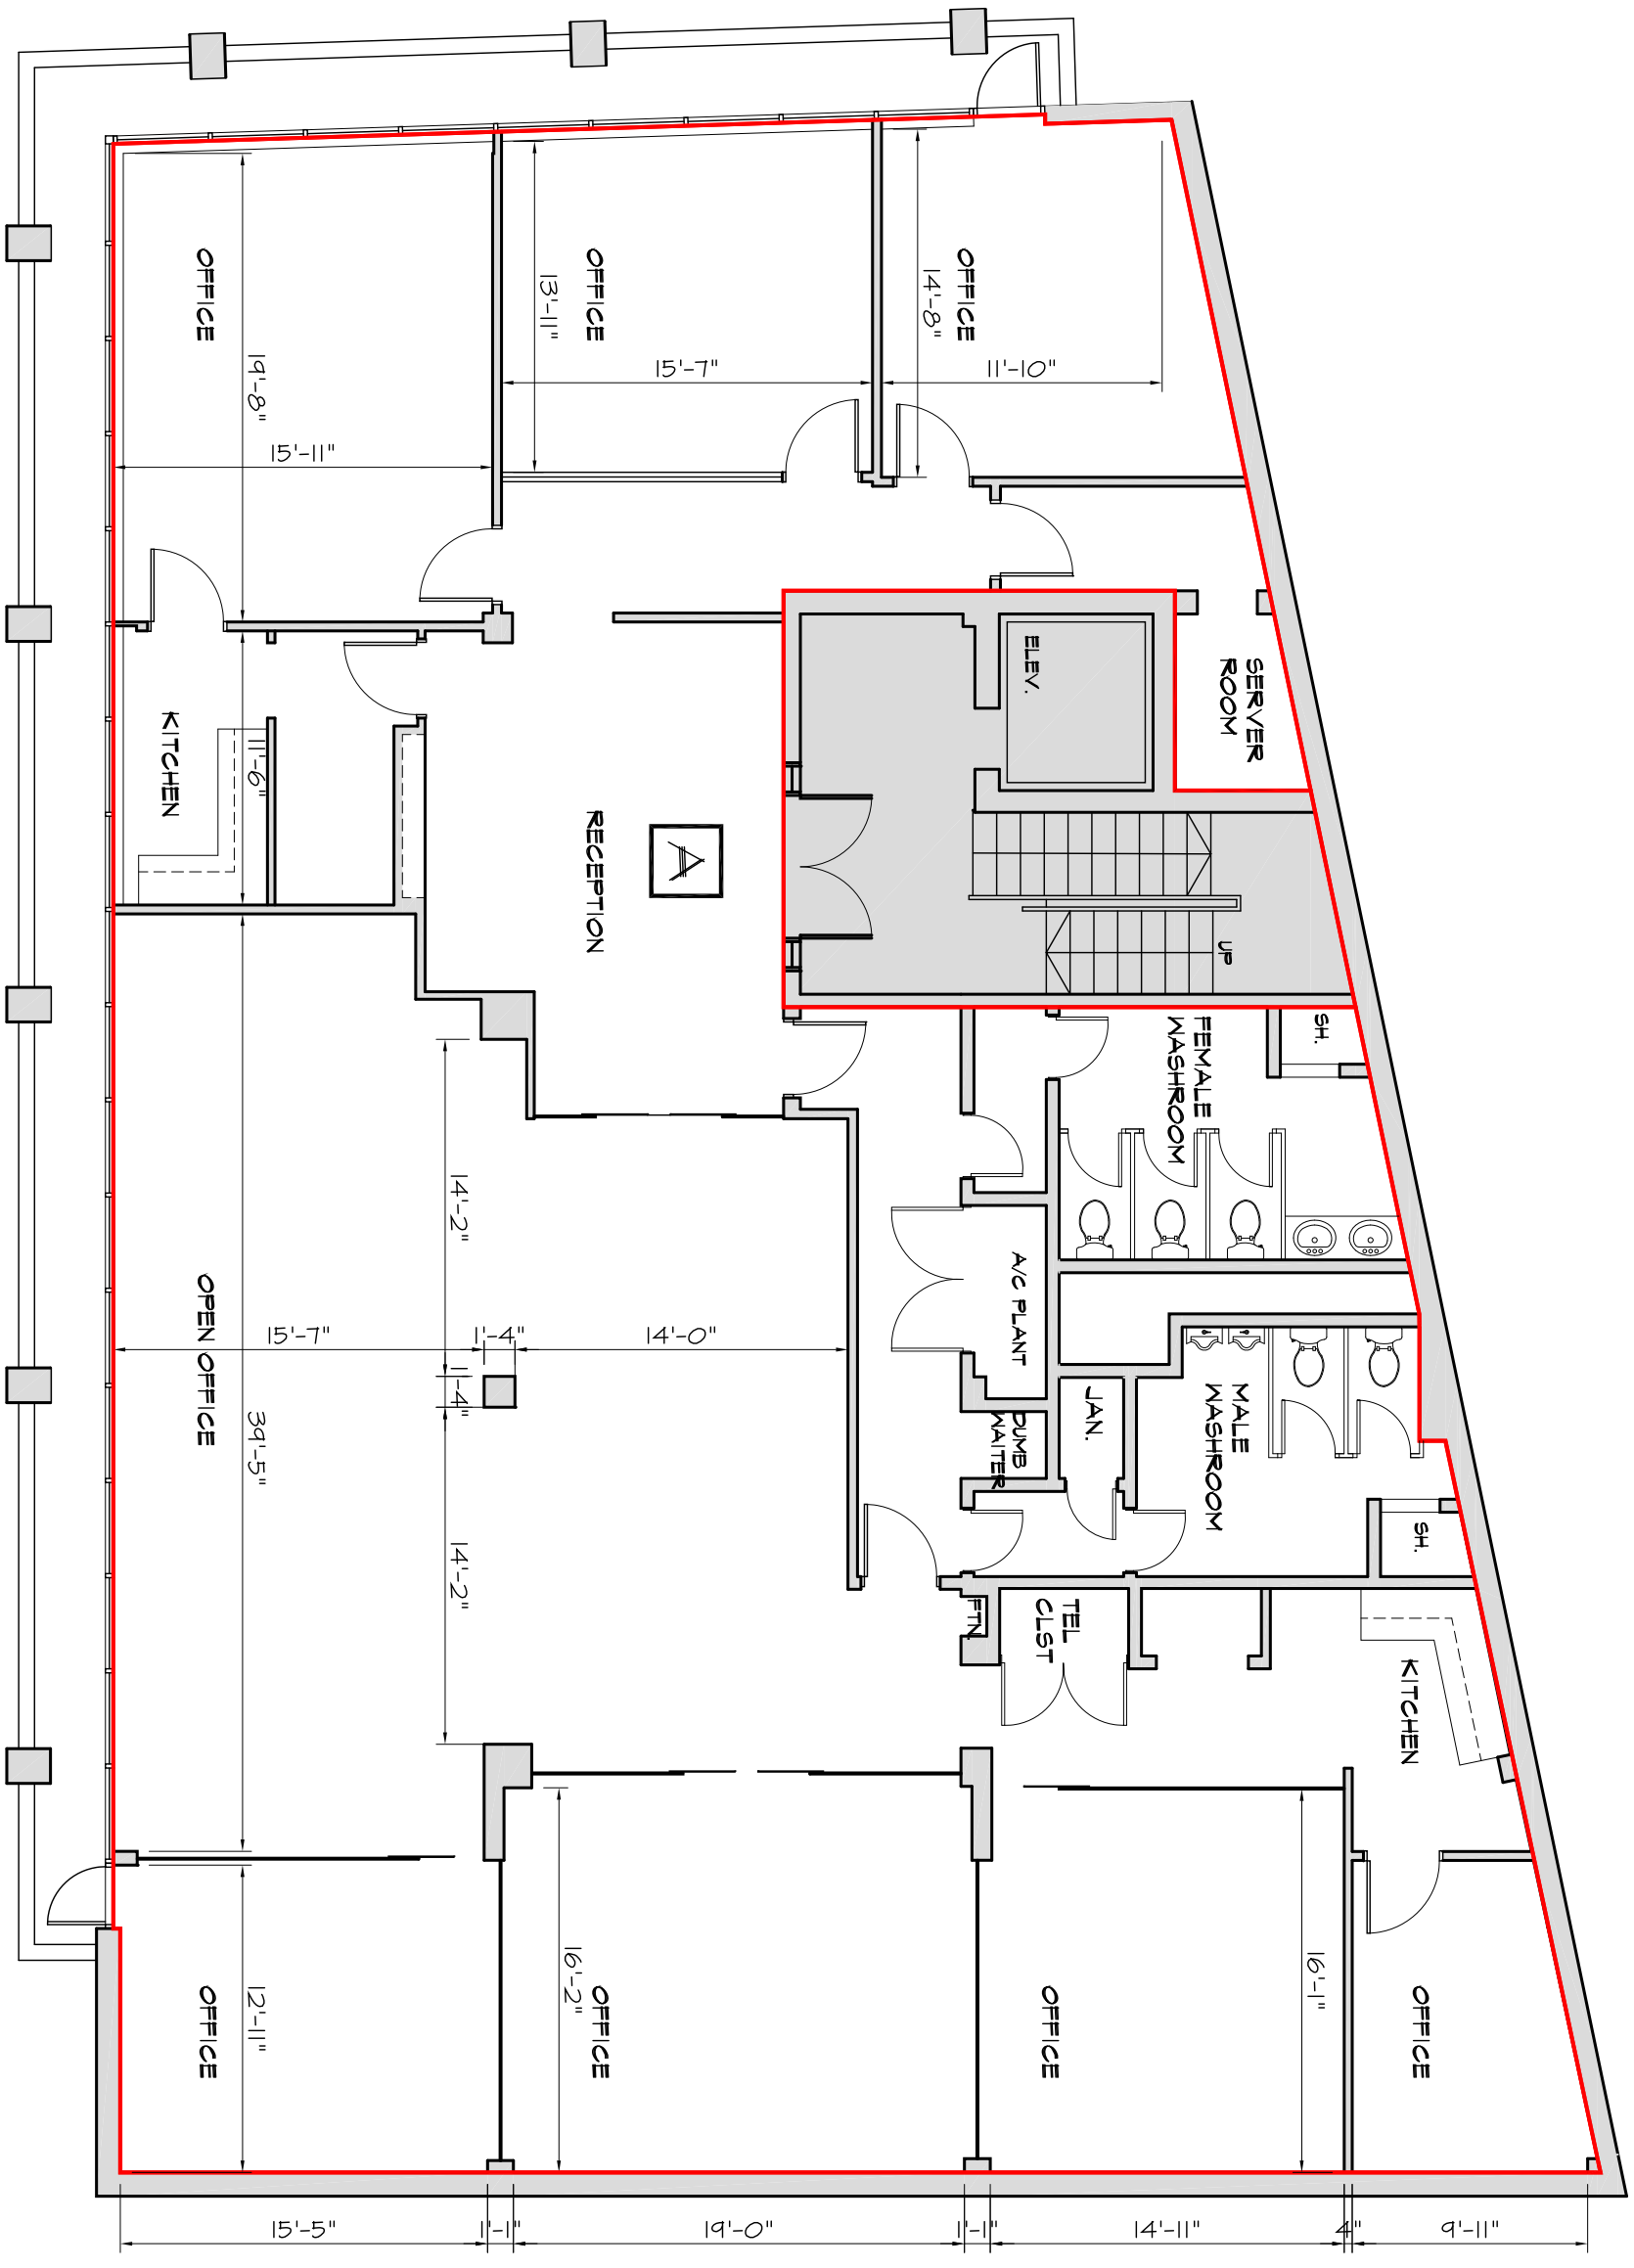 OFFICE
OFFICE
OFFICE
19'-8"
13'-11"
14'-8"
15'-7"
11'-10"
15'-11"
ELEV.
SERVER
ROOM
KITCHEN
11'-6"
RECEPTION
A
UP
SH.
FEMALE
WASHROOM
14'-2"
A/C PLANT
OPEN OFFICE
15'-7"
1'-4"
14'-0"
1'-4"
39'-5"
DUMB
WAITER
JAN.
MALE
WASHROOM
SH.
14'-2"
FTN.
TEL
CLST
KITCHEN
16'-2"
16'-1"
12'-11"
OFFICE
OFFICE
OFFICE
OFFICE
15'-5"
1'-1"
19'-0"
1'-1"
14'-11"
4"
9'-11"